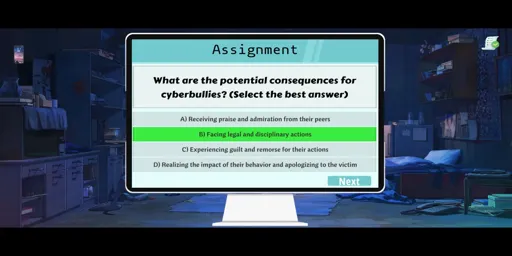 Assignment
What are the potential consequences for
cyberbullies? (Select the best answer)
A) Receiving praise and admiration from their peers
B) Facing legal and disciplinary actions
C) Experiencing guilt and remorse for their actions
D) Realizing the impact of their behavior and apologizing to the victim
Next